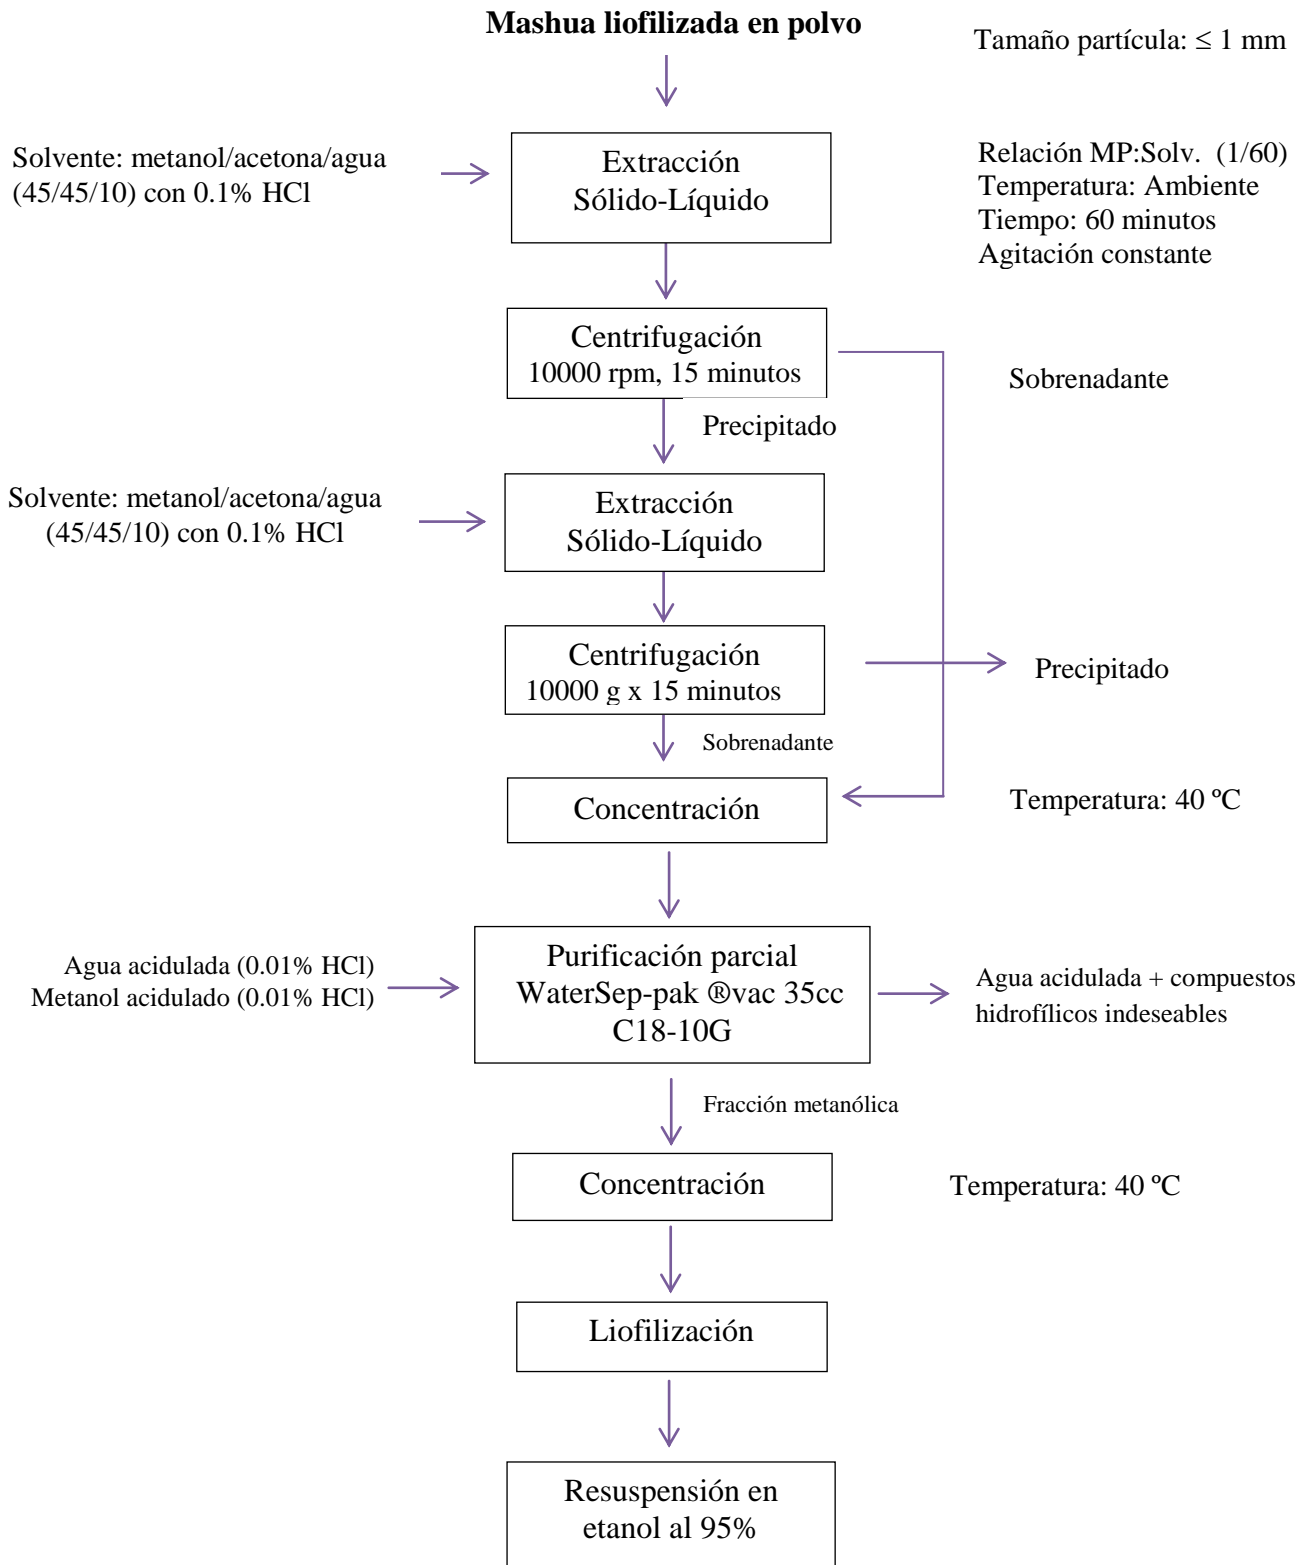 Mashua liofilizada en polvo
Tamaño partícula: ≤ 1 mm
Solvente: metanol/acetona/agua
(45/45/10) con 0.1% HCl
Extracción
Sólido-Líquido
Relación MP:Solv.  (1/60)
Temperatura: Ambiente
Tiempo: 60 minutos
Agitación constante
Centrifugación
10000 rpm, 15 minutos
Sobrenadante
Precipitado
Solvente: metanol/acetona/agua
(45/45/10) con 0.1% HCl
Extracción
Sólido-Líquido
Centrifugación
10000 g x 15 minutos
Precipitado
Sobrenadante
Concentración
Temperatura: 40 ºC
Agua acidulada (0.01% HCl)
Metanol acidulado (0.01% HCl)
Purificación parcial
WaterSep-pak ®vac 35cc
C18-10G
Agua acidulada + compuestos
hidrofílicos indeseables
Fracción metanólica
Concentración
Temperatura: 40 ºC
Liofilización
Resuspensión en
etanol al 95%